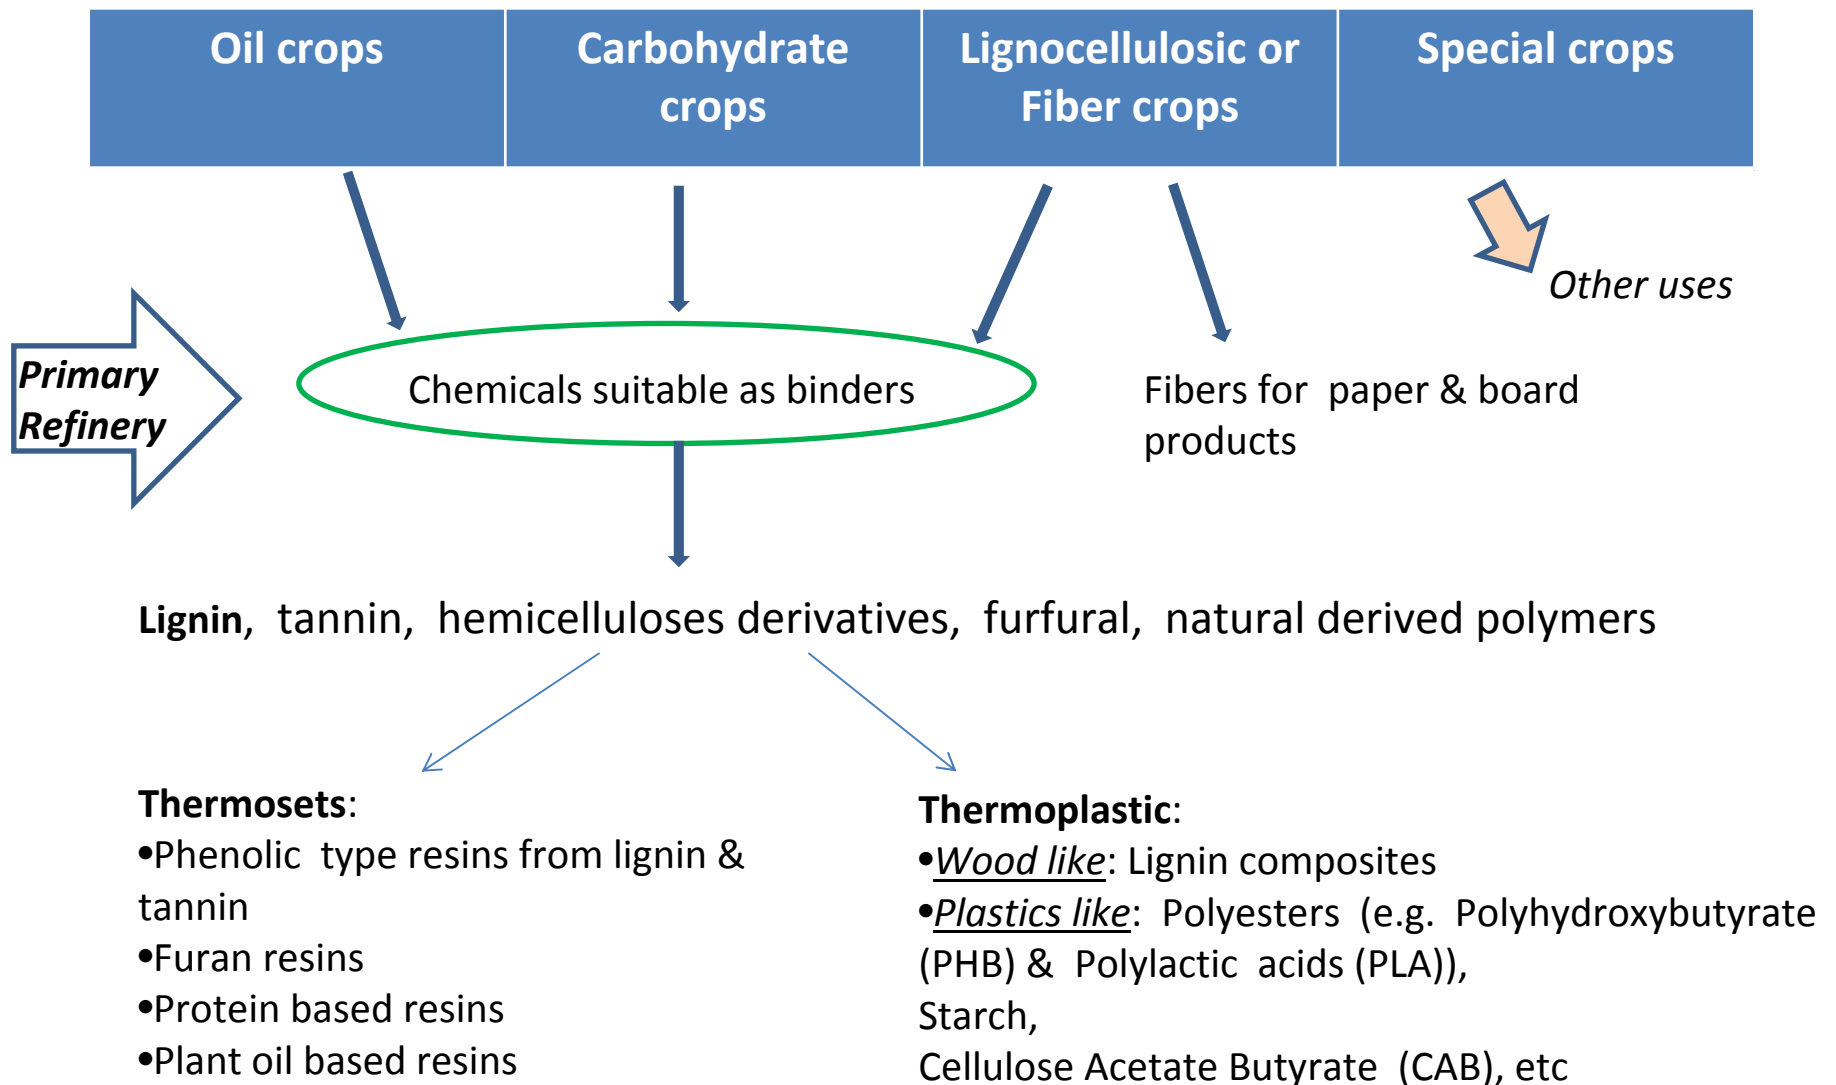 Oil crops
Carbohydrate
crops
Lignocellulosic or
Fiber crops
Special crops
Other uses
Primary
Refinery
Chemicals suitable as binders
Fibers for paper & board
products
Lignin, tannin, hemicelluloses derivatives, furfural, natural derived polymers
Thermosets:
•Phenolic type resins from lignin &
tannin
•Furan resins
•Protein based resins
•Plant oil based resins
Thermoplastic:
•Wood like: Lignin composites
•Plastics like: Polyesters (e.g. Polyhydroxybutyrate
(PHB) & Polylactic acids (PLA)),
Starch,
Cellulose Acetate Butyrate (CAB), etc